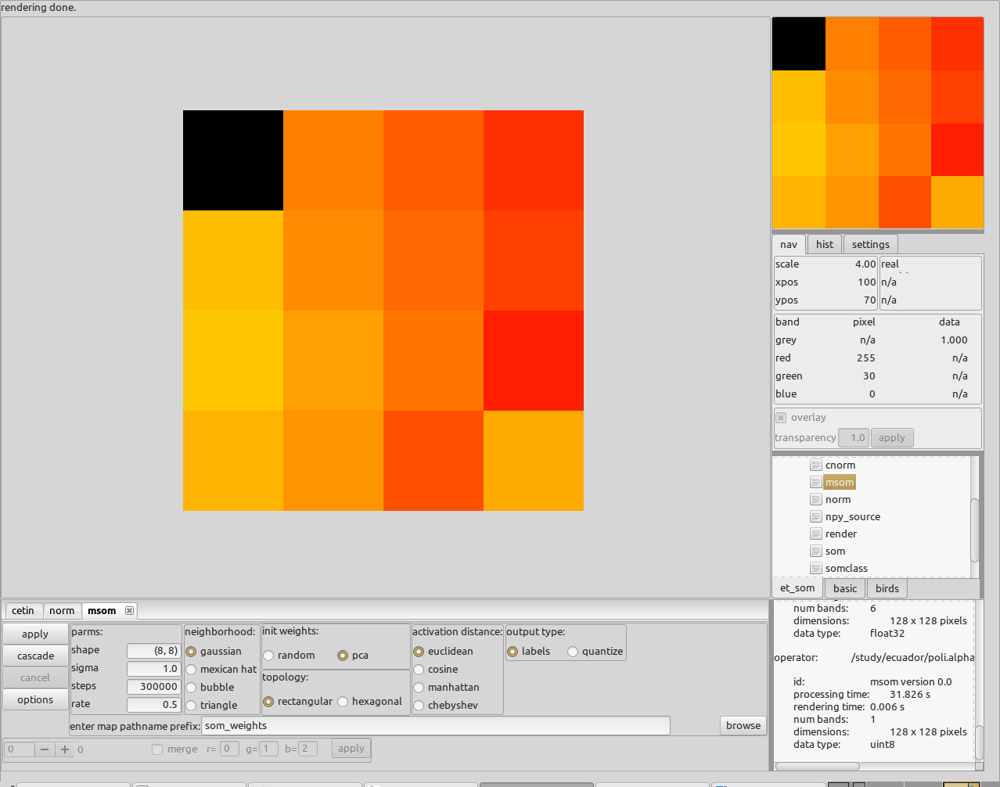 rendering done.
nav hist settings
scale 4.00 real
xpos 100 n/a
ypos 70 n/a
band pixel data
grey n/a 1.000
red 255 n/a
green 30 n/a
blue 0 n/a
overlay
transparency 1.0 apply
cnorm
msom
norm
npy_source
render
som
somclass
et_som basic birds
cetin norm msom
apply
cascade
cancel
options
parms:
shape (8, 8)
sigma 1.0
steps 300000
rate 0.5
neighborhood:
gaussian
mexican hat
bubble
triangle
init weights:
random pca
topology:
rectangular hexagonal
activation distance:
euclidean
cosine
manhattan
chebyshev
output type:
labels quantize
enter map pathname prefix: som_weights browse
0 − + 0 merge r= 0 g= 1 b= 2 apply
num bands: 6
dimensions: 128 x 128 pixels
data type: float32
operator: /study/ecuador/poli.alpha
id: msom version 0.0
processing time: 31.826 s
rendering time: 0.006 s
num bands: 1
dimensions: 128 x 128 pixels
data type: uint8